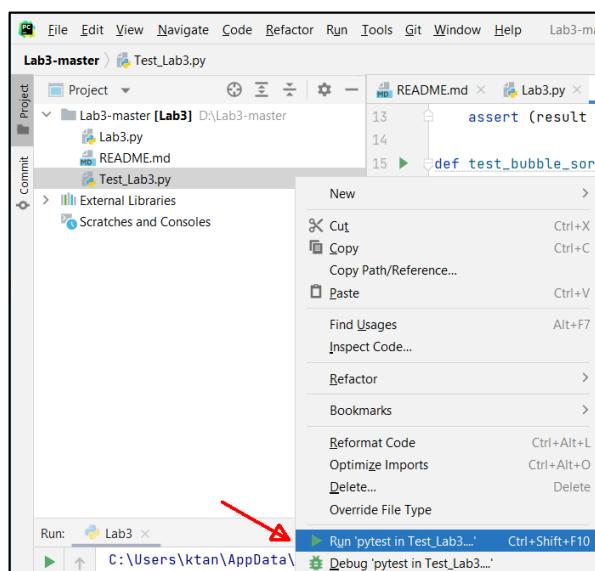 PC File Edit View Navigate Code Refactor Run Tools Git Window Help Lab3-ma
Lab3-master Test_Lab3.py
Project
Commit
Project
Lab3-master [Lab3] D:\Lab3-master
Lab3.py
MD README.md
Test_Lab3.py
External Libraries
Scratches and Consoles
MD README.md Lab3.py
13 assert (result
14
15 def test_bubble_sor
New
Cut Ctrl+X
Copy Ctrl+C
Copy Path/Reference...
Paste Ctrl+V
Find Usages Alt+F7
Inspect Code...
Refactor
Bookmarks
Reformat Code Ctrl+Alt+L
Optimize Imports Ctrl+Alt+O
Delete... Delete
Override File Type
Run 'pytest in Test_Lab3....' Ctrl+Shift+F10
Debug 'pytest in Test_Lab3....'
Run: Lab3
C:\Users\ktan\AppData\